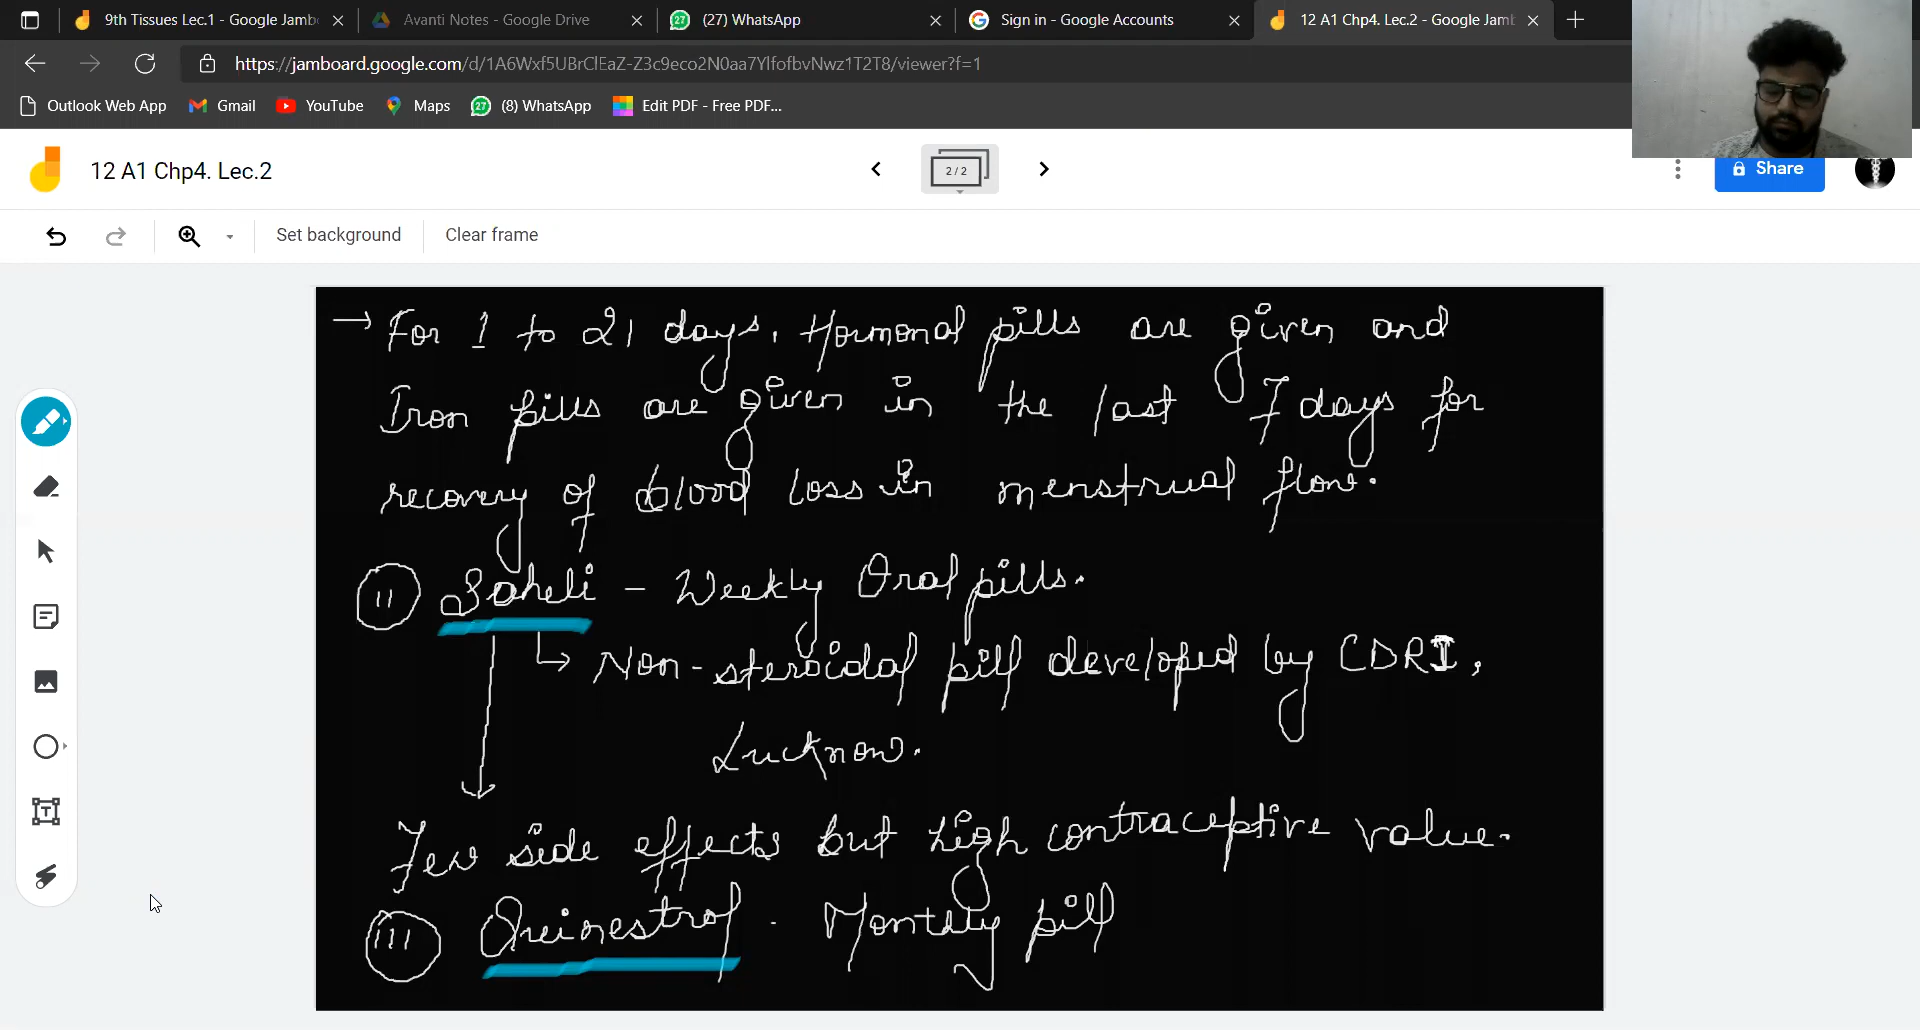 9th Tissues Lec.1 - Google Jamb
Avanti Notes - Google Drive
(27) WhatsApp
Sign in - Google Accounts
12 A1 Chp4. Lec.2 - Google Jamb
https://jamboard.google.com/d/1A6Wxf5UBrClEaZ-Z3c9eco2N0aa7YlfofbvNwz1T2T8/viewer?f=1
Outlook Web App
Gmail
YouTube
Maps
27
(8) WhatsApp
Edit PDF - Free PDF...
12 A1 Chp4. Lec.2
2 / 2
Share
Set background
Clear frame
→ For 1 to 21 days, Hormonal pills are given and
Iron pills are given in the last 7 days for
recovery of blood loss in menstrual flow.
(ii) Saheli - Weekly Oral pills.
↳ Non-steroidal pill developed by CDRI,
Lucknow.
Few side effects but high contraceptive value.
(iii) Quinestrol - Montly pill